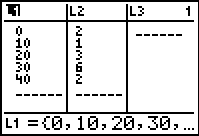 L1 L2 L3 1
0 2 ------
10 1
20 3
30 6
40 2
------ ------
L1 ={0,10,20,30,…